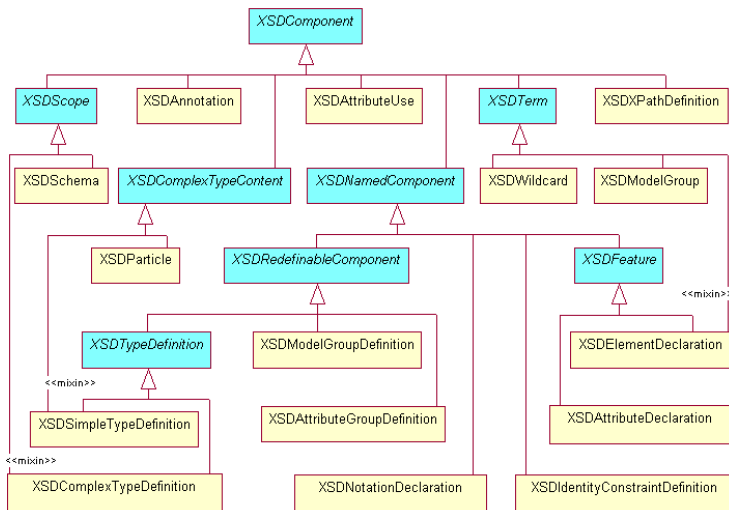 XSDComponent
XSDScope
XSDAnnotation
XSDAttributeUse
XSDTerm
XSDXPathDefinition
XSDSchema
XSDComplexTypeContent
XSDNamedComponent
XSDWildcard
XSDModelGroup
XSDParticle
XSDRedefinableComponent
XSDFeature
<<mixin>>
XSDTypeDefinition
XSDModelGroupDefinition
XSDElementDeclaration
<<mixin>>
XSDSimpleTypeDefinition
XSDAttributeGroupDefinition
XSDAttributeDeclaration
<<mixin>>
XSDComplexTypeDefinition
XSDNotationDeclaration
XSDIdentityConstraintDefinition